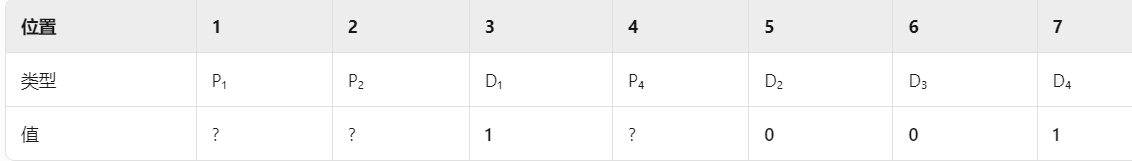 位置 1 2 3 4 5 6 7
类型 P₁ P₂ D₁ P₄ D₂ D₃ D₄
值 ? ? 1 ? 0 0 1